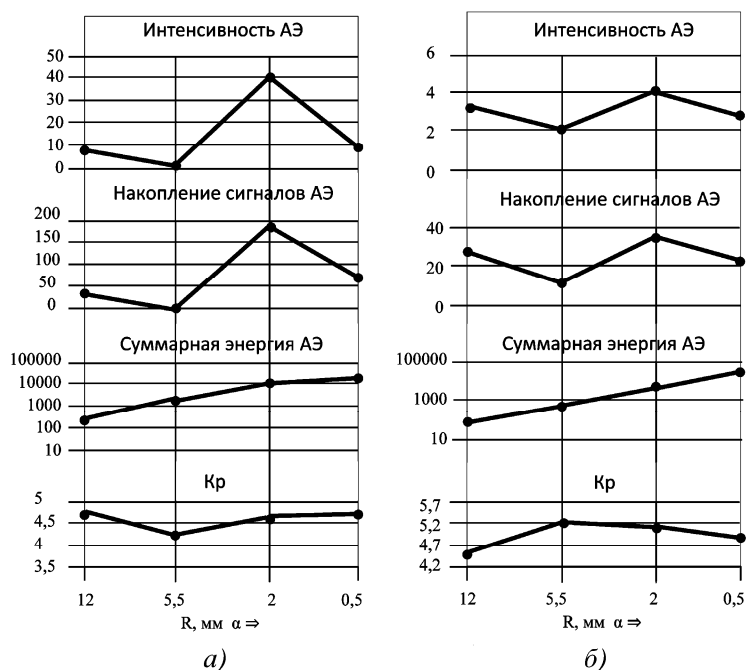 Интенсивность АЭ
50
40
30
20
10
0
Накопление сигналов АЭ
200
150
100
50
0
Суммарная энергия АЭ
100000
10000
1000
100
10
Кр
5
4,5
4
3,5
12 5,5 2 0,5
R, мм α ⇒
а)
Интенсивность АЭ
6
4
2
0
Накопление сигналов АЭ
40
20
0
Суммарная энергия АЭ
100000
1000
10
Кр
5,7
5,2
4,7
4,2
12 5,5 2 0,5
R, мм α ⇒
б)